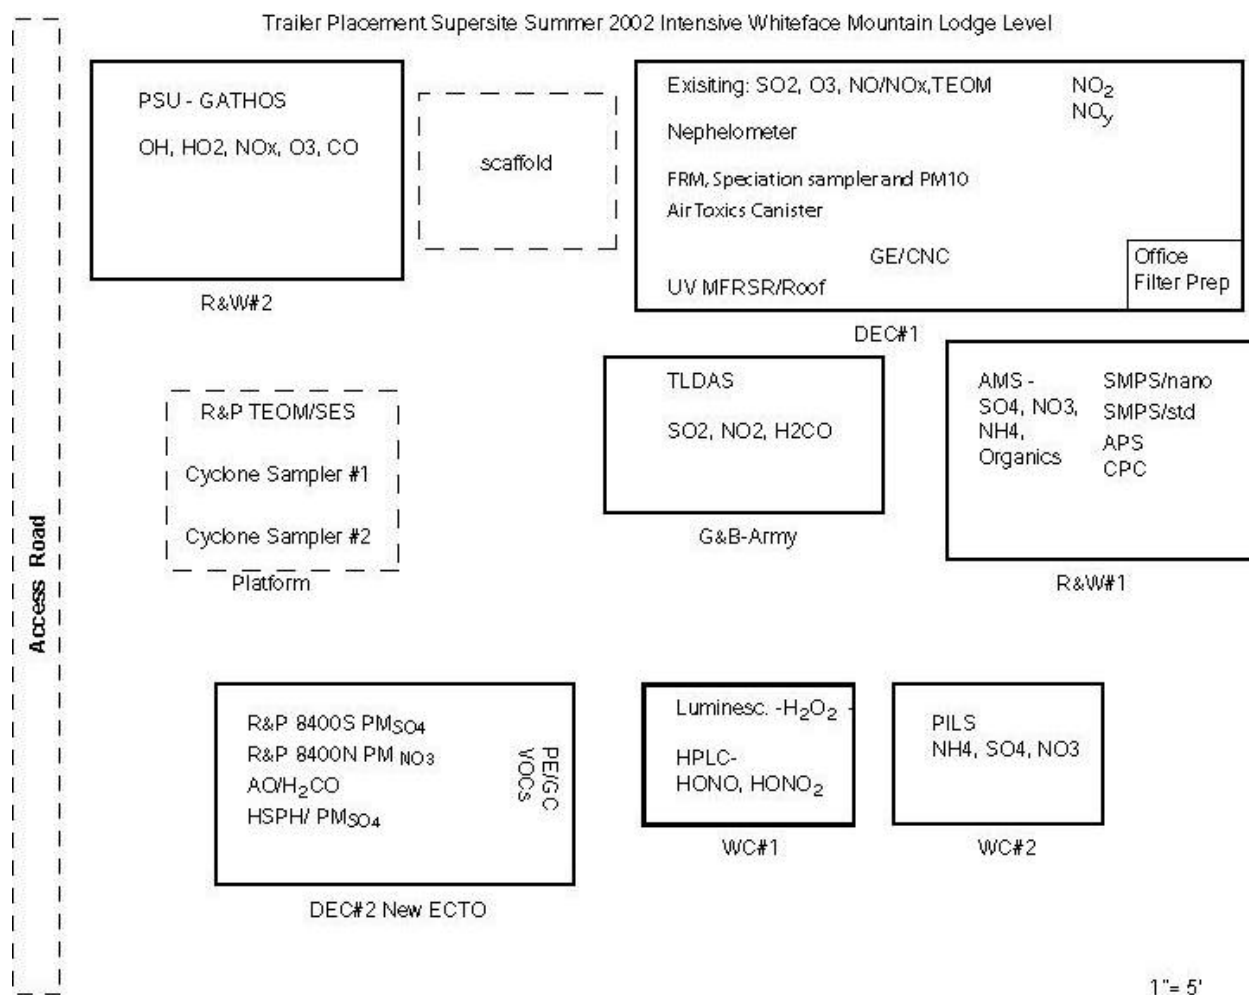 Trailer Placement Supersite Summer 2002 Intensive Whiteface Mountain Lodge Level
Access Road
PSU - GATHOS
OH, HO2, NOx, O3, CO
R&W#2
scaffold
Exisiting: SO2, O3, NO/NOx,TEOM
NO₂
NOy
Nephelometer
FRM, Speciation sampler and PM10
Air Toxics Canister
GE/CNC
UV MFRSR/Roof
Office
Filter Prep
DEC#1
R&P TEOM/SES
Cyclone Sampler #1
Cyclone Sampler #2
Platform
TLDAS
SO2, NO2, H2CO
G&B-Army
AMS -
SO4, NO3,
NH4,
Organics
SMPS/nano
SMPS/std
APS
CPC
R&W#1
R&P 8400S PMSO4
R&P 8400N PM NO3
AO/H₂CO
HSPH/ PMSO4
PE/GC
VOCs
DEC#2 New ECTO
Luminesc. -H₂O₂ -
HPLC-
HONO, HONO₂
WC#1
PILS
NH4, SO4, NO3
WC#2
1"= 5'